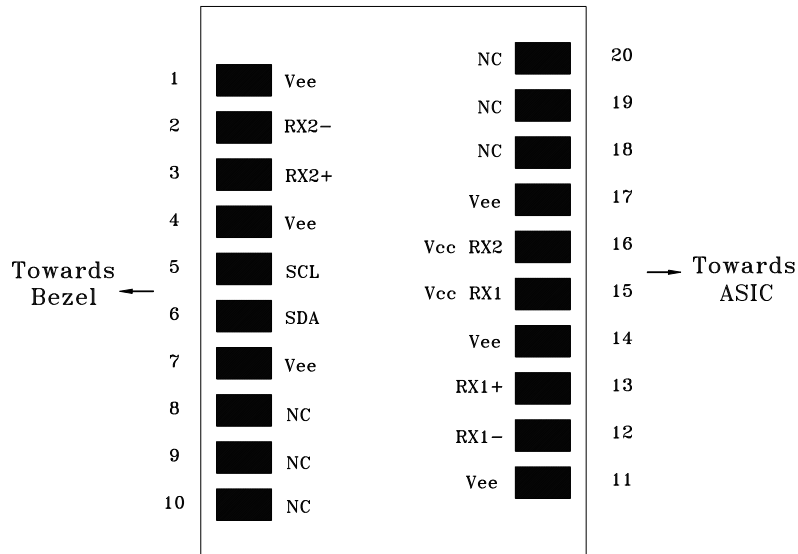 1 Vee
2 RX2-
3 RX2+
4 Vee
5 SCL
6 SDA
7 Vee
8 NC
9 NC
10 NC
Towards
Bezel
NC 20
NC 19
NC 18
Vee 17
Vcc RX2 16
Vcc RX1 15
Vee 14
RX1+ 13
RX1- 12
Vee 11
Towards
ASIC